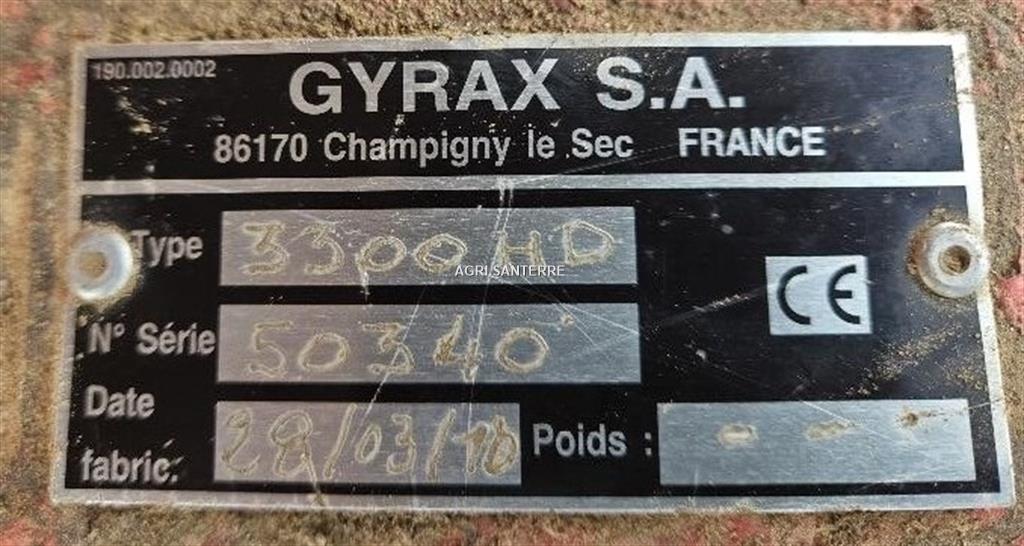 190.002.0002
GYRAX S.A.
86170 Champigny le Sec FRANCE
Type 3300 HD
AGRI SANTERRE
N° Série 50340
CE
Date fabric. 28/03/10
Poids : - - -